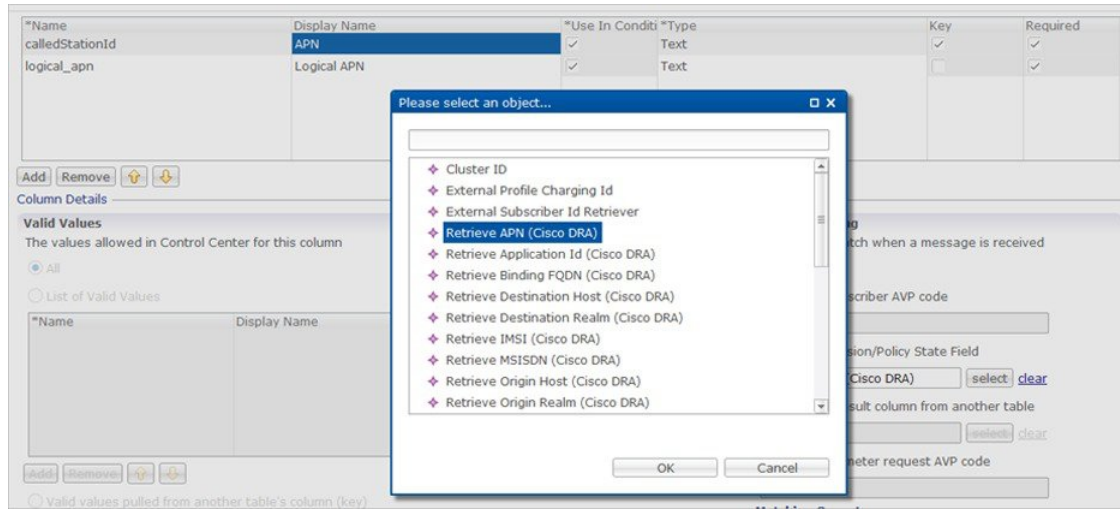 *Name Display Name *Use In Conditi *Type Key Required
calledStationId APN Text
logical_apn Logical APN Text
Please select an object...
Cluster ID
External Profile Charging Id
External Subscriber Id Retriever
Retrieve APN (Cisco DRA)
Retrieve Application Id (Cisco DRA)
Retrieve Binding FQDN (Cisco DRA)
Retrieve Destination Host (Cisco DRA)
Retrieve Destination Realm (Cisco DRA)
Retrieve IMSI (Cisco DRA)
Retrieve MSISDN (Cisco DRA)
Retrieve Origin Host (Cisco DRA)
Retrieve Origin Realm (Cisco DRA)
OK Cancel
Add Remove
Column Details
Valid Values
The values allowed in Control Center for this column
All
List of Valid Values
*Name Display Name
Add Remove
Valid values pulled from another table's column (key)
tch when a message is received
scriber AVP code
sion/Policy State Field
(Cisco DRA) select clear
sult column from another table
select clear
meter request AVP code